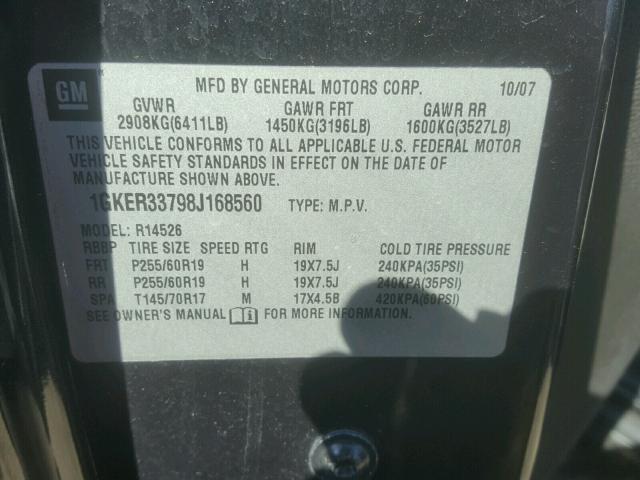 GM MFD BY GENERAL MOTORS CORP. 10/07
GVWR GAWR FRT GAWR RR
2908KG(6411LB) 1450KG(3196LB) 1600KG(3527LB)
THIS VEHICLE CONFORMS TO ALL APPLICABLE U.S. FEDERAL MOTOR
VEHICLE SAFETY STANDARDS IN EFFECT ON THE DATE OF
MANUFACTURE SHOWN ABOVE.
1GKER33798J168560 TYPE: M.P.V.
MODEL: R14526
RBBP TIRE SIZE SPEED RTG RIM COLD TIRE PRESSURE
FRT P255/60R19 H 19X7.5J 240KPA(35PSI)
RR P255/60R19 H 19X7.5J 240KPA(35PSI)
SPA T145/70R17 M 17X4.5B 420KPA(60PSI)
SEE OWNER'S MANUAL FOR MORE INFORMATION.